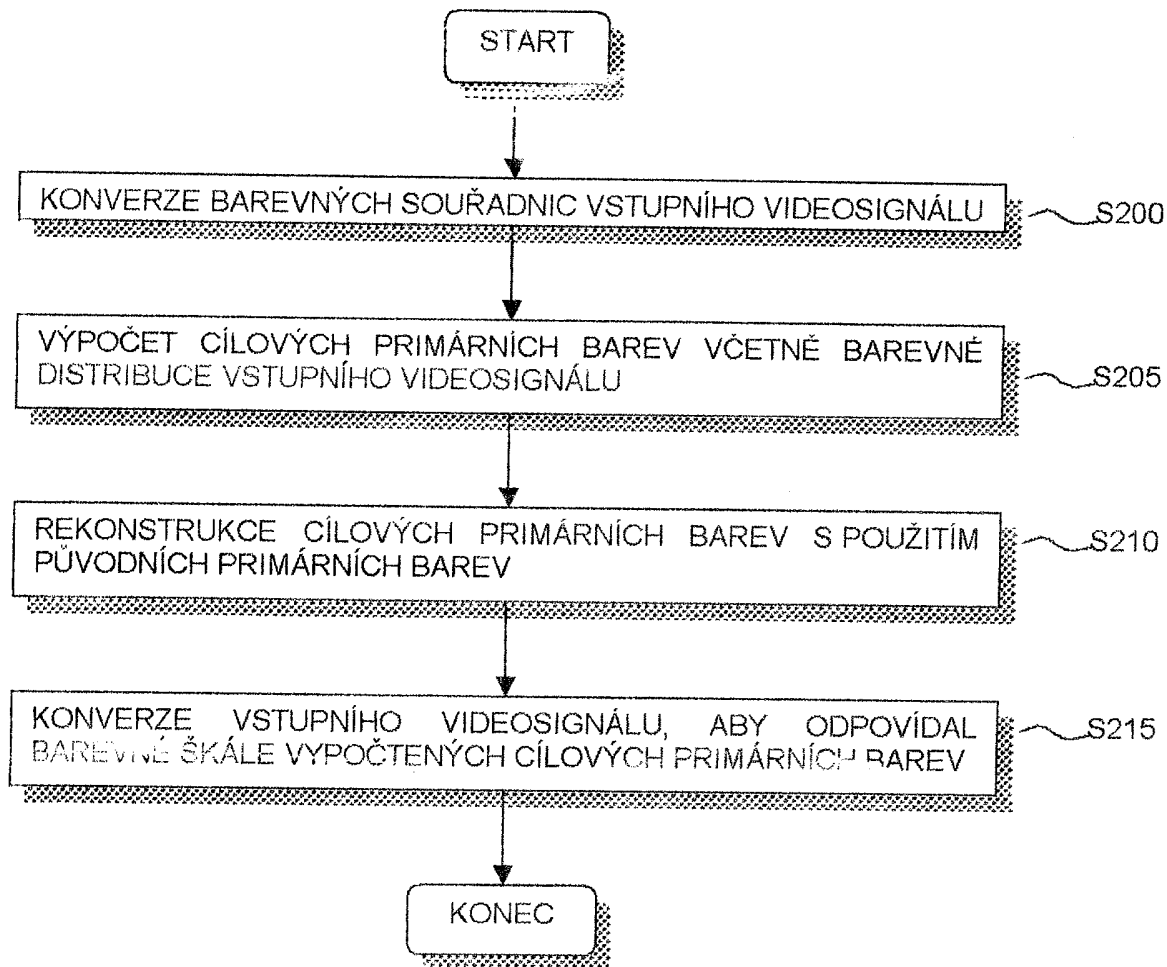 START
KONVERZE BAREVNÝCH SOUŘADNIC VSTUPNÍHO VIDEOSIGNÁLU
S200
VÝPOČET CÍLOVÝCH PRIMÁRNÍCH BAREV VČETNĚ BAREVNÉ
DISTRIBUCE VSTUPNÍHO VIDEOSIGNÁLU
S205
REKONSTRUKCE CÍLOVÝCH PRIMÁRNÍCH BAREV S POUŽITÍM
PŮVODNÍCH PRIMÁRNÍCH BAREV
S210
KONVERZE VSTUPNÍHO VIDEOSIGNÁLU, ABY ODPOVÍDAL
BAREVNÉ ŠKÁLE VYPOČTENÝCH CÍLOVÝCH PRIMÁRNÍCH BAREV
S215
KONEC